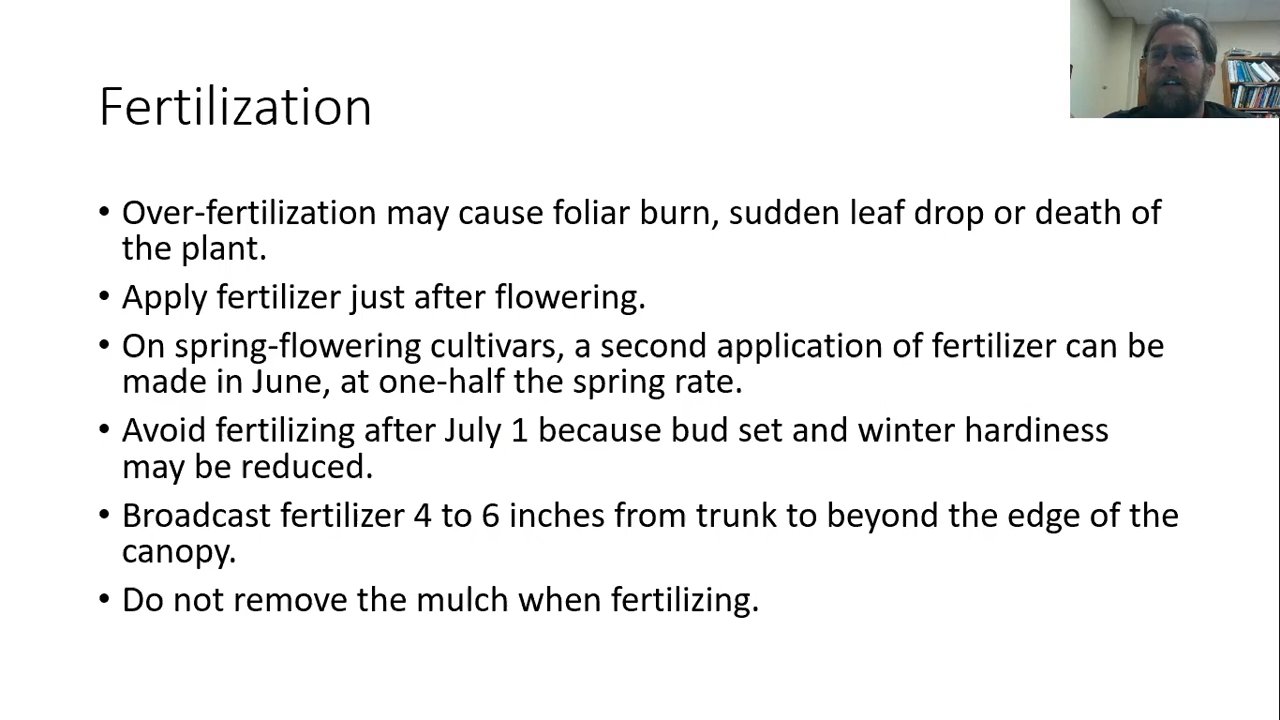 Fertilization
• Over-fertilization may cause foliar burn, sudden leaf drop or death of
the plant.
• Apply fertilizer just after flowering.
• On spring-flowering cultivars, a second application of fertilizer can be
made in June, at one-half the spring rate.
• Avoid fertilizing after July 1 because bud set and winter hardiness
may be reduced.
• Broadcast fertilizer 4 to 6 inches from trunk to beyond the edge of the
canopy.
• Do not remove the mulch when fertilizing.